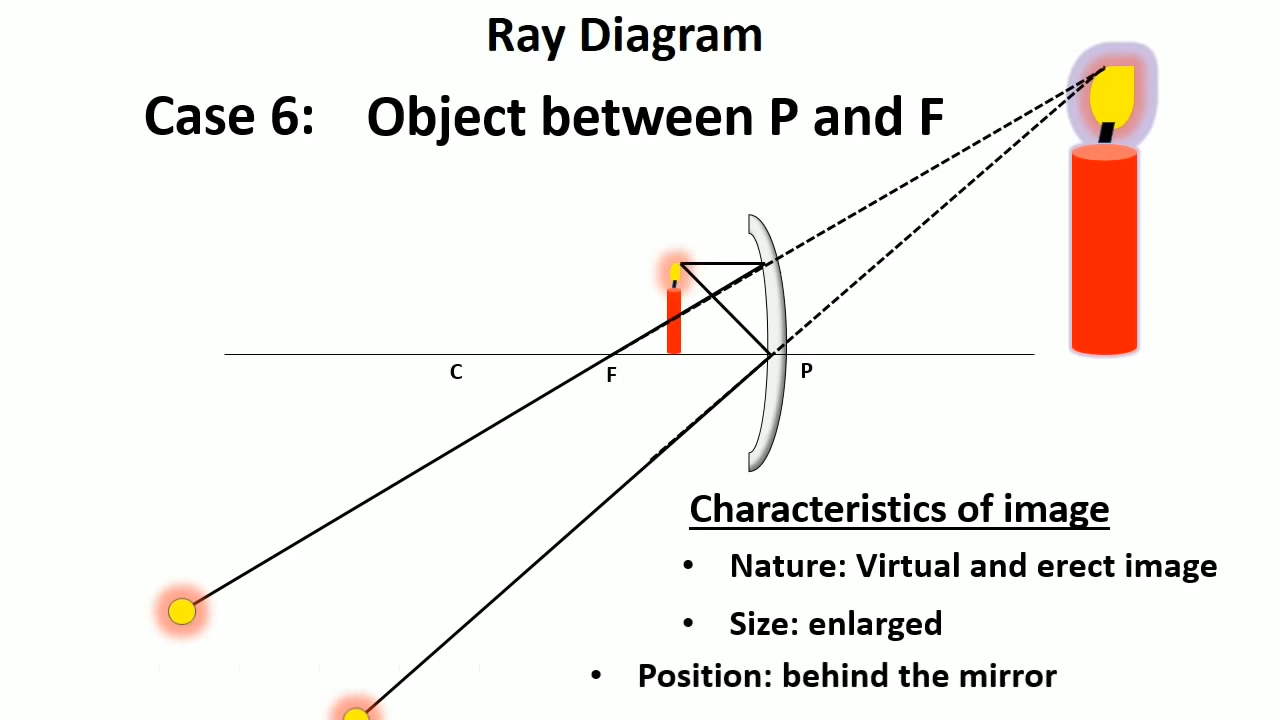 Ray Diagram
Case 6: Object between P and F
C
F
P
Characteristics of image
• Nature: Virtual and erect image
• Size: enlarged
• Position: behind the mirror